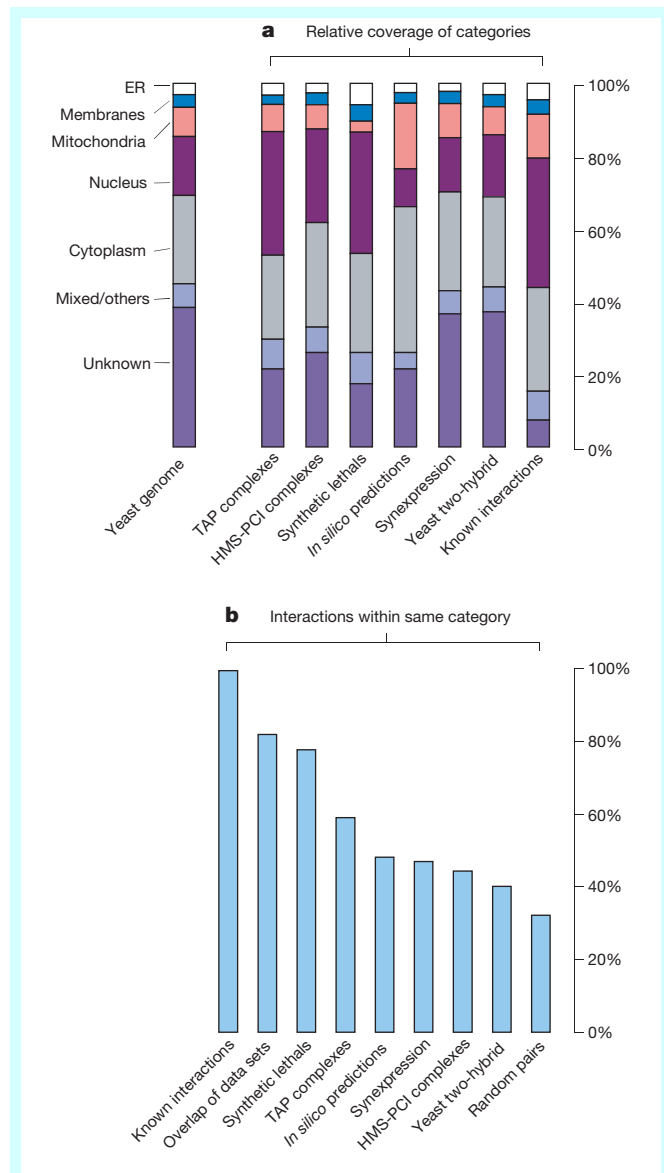 a Relative coverage of categories
ER
Membranes
Mitochondria
Nucleus
Cytoplasm
Mixed/others
Unknown
100%
80%
60%
40%
20%
0%
Yeast genome
TAP complexes
HMS-PCI complexes
Synthetic lethals
In silico predictions
Synexpression
Yeast two-hybrid
Known interactions
b Interactions within same category
100%
80%
60%
40%
20%
0%
Known interactions
Overlap of data sets
Synthetic lethals
TAP complexes
In silico predictions
Synexpression
HMS-PCI complexes
Yeast two-hybrid
Random pairs